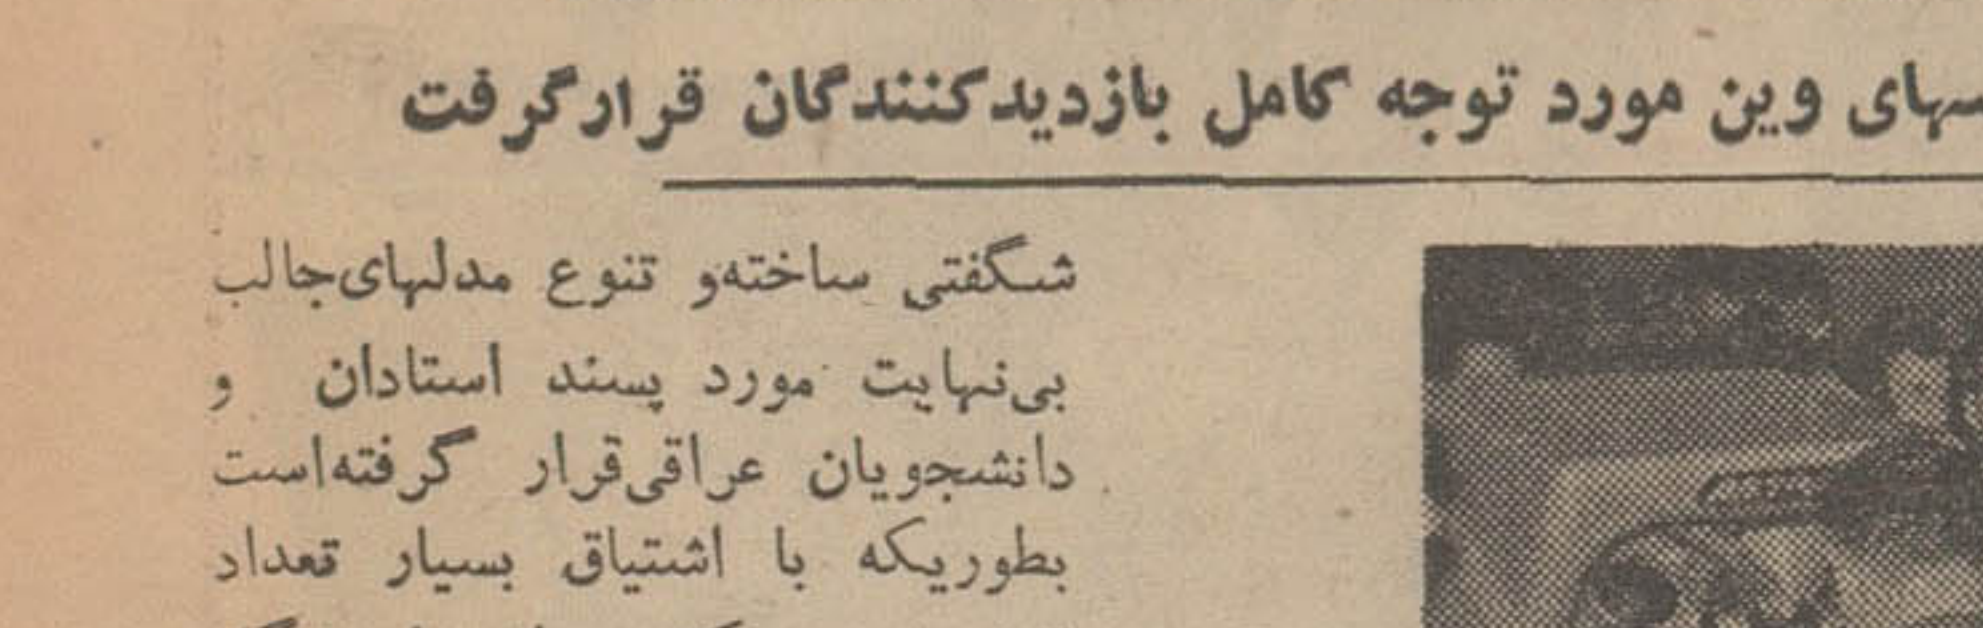 وین مورد توجه کامل بازدیدکنندگان قرارگرفت
شگفتی ساخته‌و تنوع مدلهای‌جالب
بی‌نهایت مورد پسند استادان و
دانشجویان عراقی‌قرار گرفته‌است
بطوریکه با اشتیاق بسیار تعداد